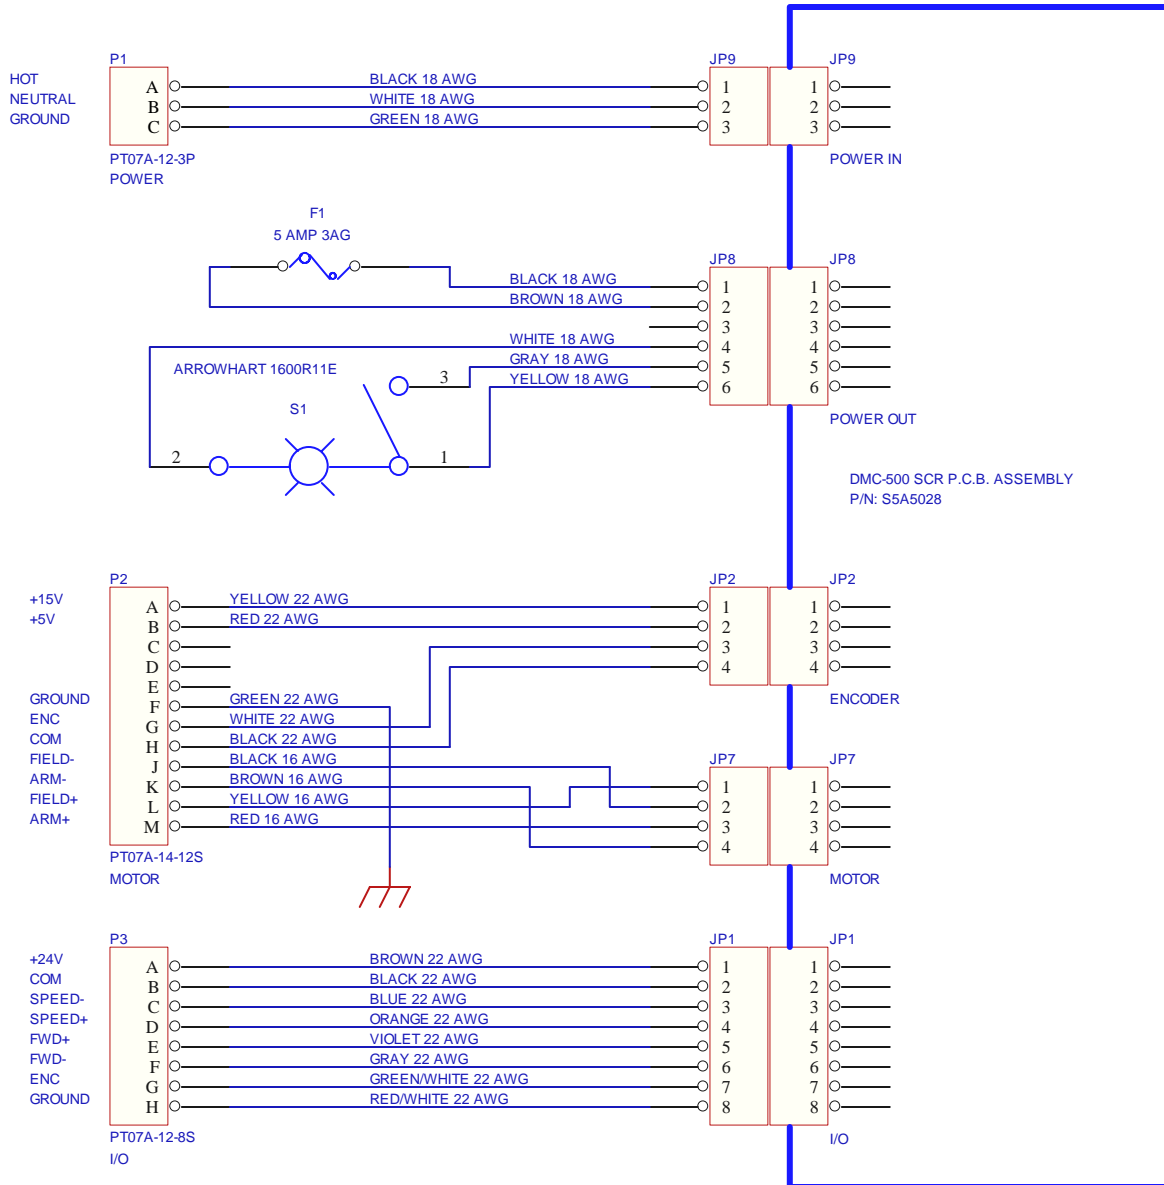 P1
HOT
NEUTRAL
GROUND
A
B
C
BLACK 18 AWG
WHITE 18 AWG
GREEN 18 AWG
PT07A-12-3P
POWER
JP9
1
2
3
JP9
1
2
3
POWER IN
F1
5 AMP 3AG
BLACK 18 AWG
BROWN 18 AWG
WHITE 18 AWG
GRAY 18 AWG
YELLOW 18 AWG
ARROWHART 1600R11E
S1
3
2
1
JP8
1
2
3
4
5
6
JP8
1
2
3
4
5
6
POWER OUT
DMC-500 SCR P.C.B. ASSEMBLY
P/N: S5A5028
P2
+15V
+5V
GROUND
ENC
COM
FIELD-
ARM-
FIELD+
ARM+
A
B
C
D
E
F
G
H
J
K
L
M
YELLOW 22 AWG
RED 22 AWG
GREEN 22 AWG
WHITE 22 AWG
BLACK 22 AWG
BLACK 16 AWG
BROWN 16 AWG
YELLOW 16 AWG
RED 16 AWG
PT07A-14-12S
MOTOR
JP2
1
2
3
4
JP2
1
2
3
4
ENCODER
JP7
1
2
3
4
JP7
1
2
3
4
MOTOR
P3
+24V
COM
SPEED-
SPEED+
FWD+
FWD-
ENC
GROUND
A
B
C
D
E
F
G
H
BROWN 22 AWG
BLACK 22 AWG
BLUE 22 AWG
ORANGE 22 AWG
VIOLET 22 AWG
GRAY 22 AWG
GREEN/WHITE 22 AWG
RED/WHITE 22 AWG
PT07A-12-8S
I/O
JP1
1
2
3
4
5
6
7
8
JP1
1
2
3
4
5
6
7
8
I/O